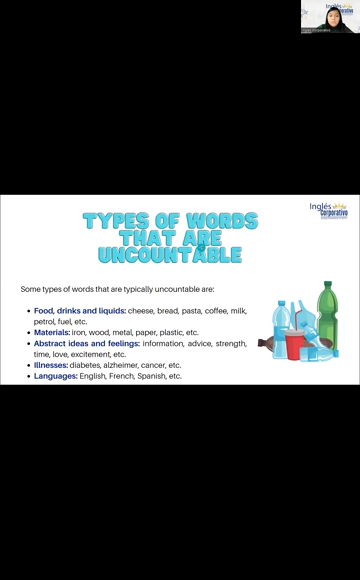 Inglés
Corporativo
TYPES OF WORDS
THAT ARE
UNCOUNTABLE
Some types of words that are typically uncountable are:
• Food, drinks and liquids: cheese, bread, pasta, coffee, milk,
petrol, fuel, etc.
• Materials: iron, wood, metal, paper, plastic, etc.
• Abstract ideas and feelings: information, advice, strength,
time, love, excitement, etc.
• Illnesses: diabetes, alzheimer, cancer, etc.
• Languages: English, French, Spanish, etc.